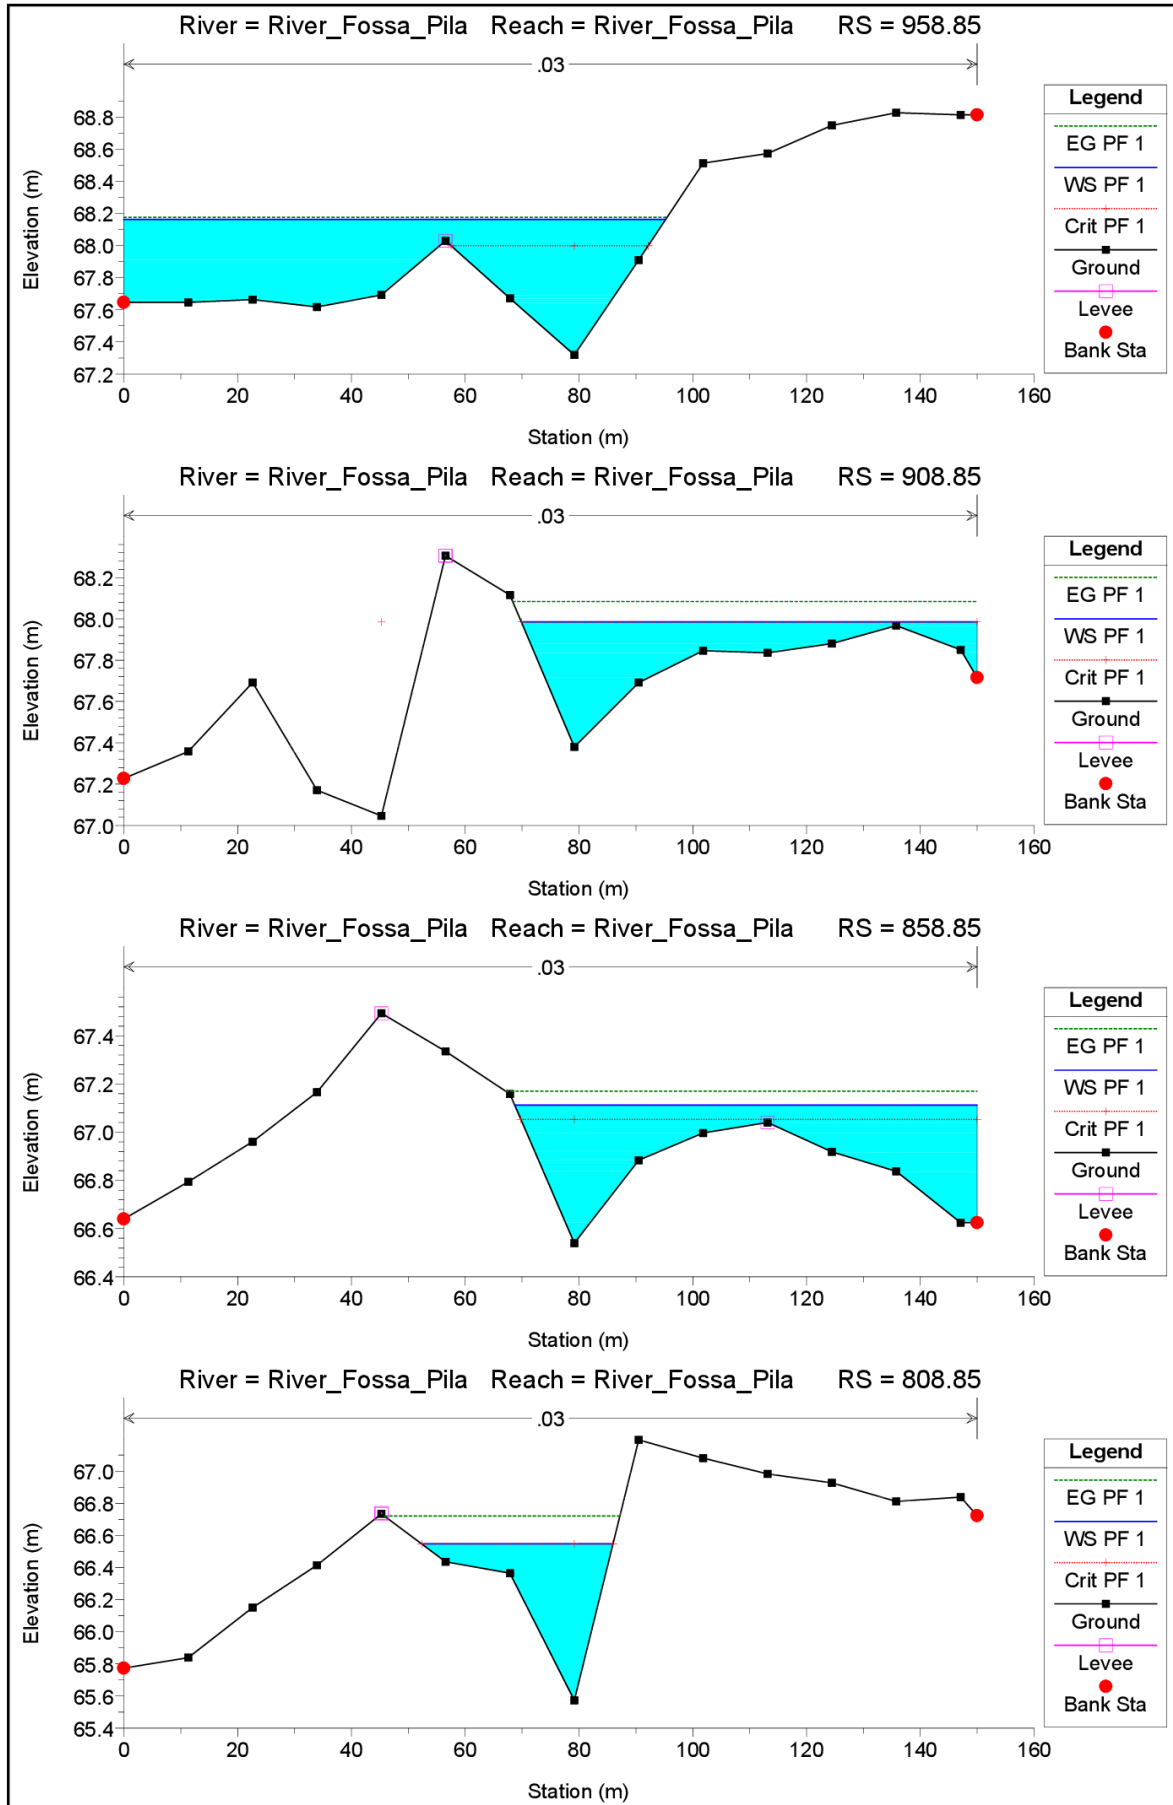 River = River_Fossa_Pila Reach = River_Fossa_Pila RS = 958.85
.03
Legend
EG PF 1
WS PF 1
Crit PF 1
Ground
Levee
Bank Sta
68.8
68.6
68.4
68.2
68.0
67.8
67.6
67.4
67.2
Elevation (m)
0 20 40 60 80 100 120 140 160
Station (m)
River = River_Fossa_Pila Reach = River_Fossa_Pila RS = 908.85
.03
Legend
EG PF 1
WS PF 1
Crit PF 1
Ground
Levee
Bank Sta
68.2
68.0
67.8
67.6
67.4
67.2
67.0
Elevation (m)
0 20 40 60 80 100 120 140 160
Station (m)
River = River_Fossa_Pila Reach = River_Fossa_Pila RS = 858.85
.03
Legend
EG PF 1
WS PF 1
Crit PF 1
Ground
Levee
Bank Sta
67.4
67.2
67.0
66.8
66.6
66.4
Elevation (m)
0 20 40 60 80 100 120 140 160
Station (m)
River = River_Fossa_Pila Reach = River_Fossa_Pila RS = 808.85
.03
Legend
EG PF 1
WS PF 1
Crit PF 1
Ground
Levee
Bank Sta
67.0
66.8
66.6
66.4
66.2
66.0
65.8
65.6
65.4
Elevation (m)
0 20 40 60 80 100 120 140 160
Station (m)